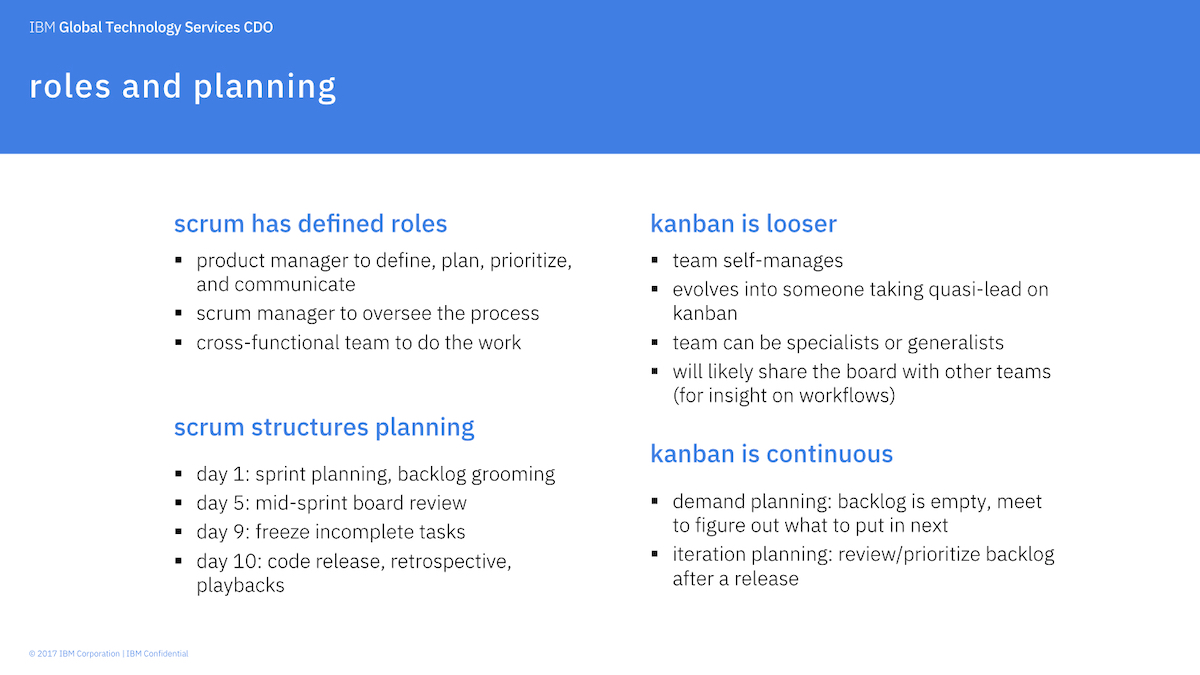 IBM Global Technology Services CDO
roles and planning
scrum has defined roles
▪ product manager to define, plan, prioritize,
and communicate
▪ scrum manager to oversee the process
▪ cross-functional team to do the work
scrum structures planning
▪ day 1: sprint planning, backlog grooming
▪ day 5: mid-sprint board review
▪ day 9: freeze incomplete tasks
▪ day 10: code release, retrospective,
playbacks
kanban is looser
▪ team self-manages
▪ evolves into someone taking quasi-lead on
kanban
▪ team can be specialists or generalists
▪ will likely share the board with other teams
(for insight on workflows)
kanban is continuous
▪ demand planning: backlog is empty, meet
to figure out what to put in next
▪ iteration planning: review/prioritize backlog
after a release
© 2017 IBM Corporation | IBM Confidential